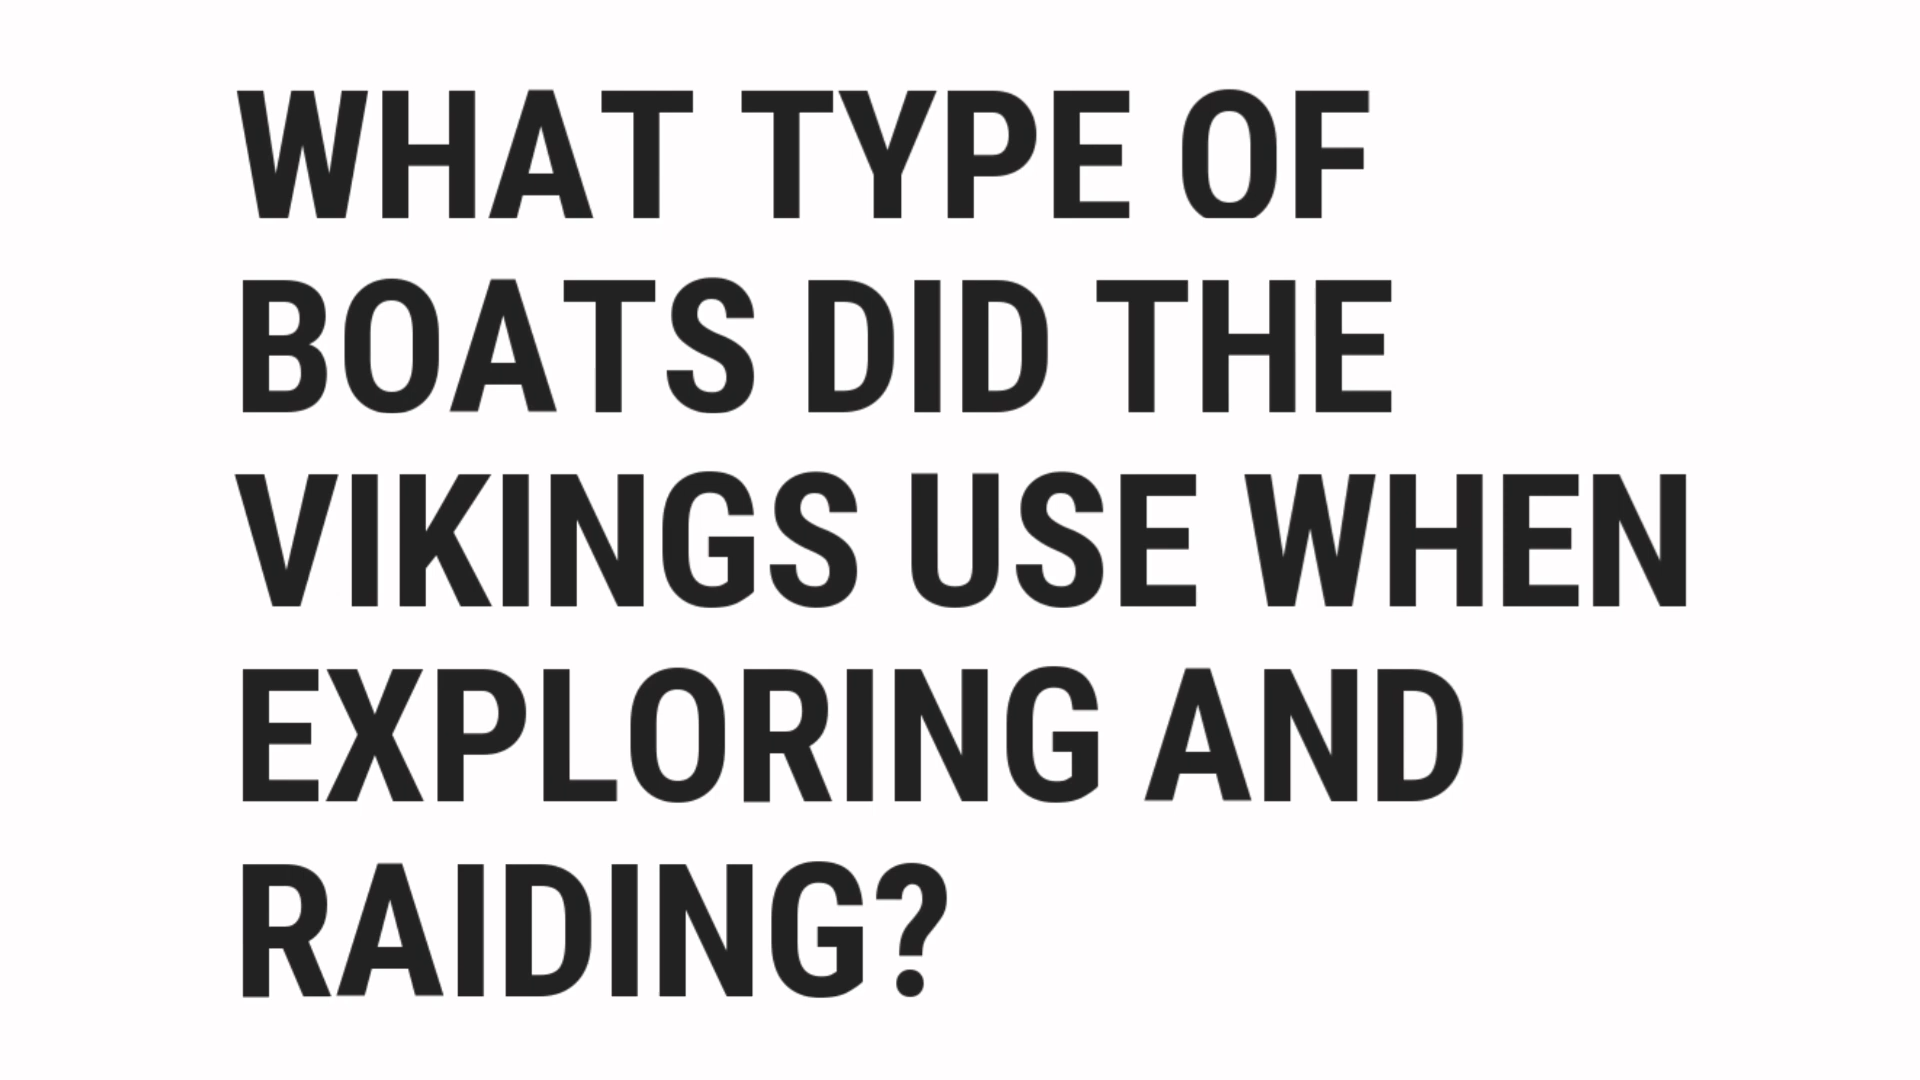 WHAT TYPE OF
BOATS DID THE
VIKINGS USE WHEN
EXPLORING AND
RAIDING?